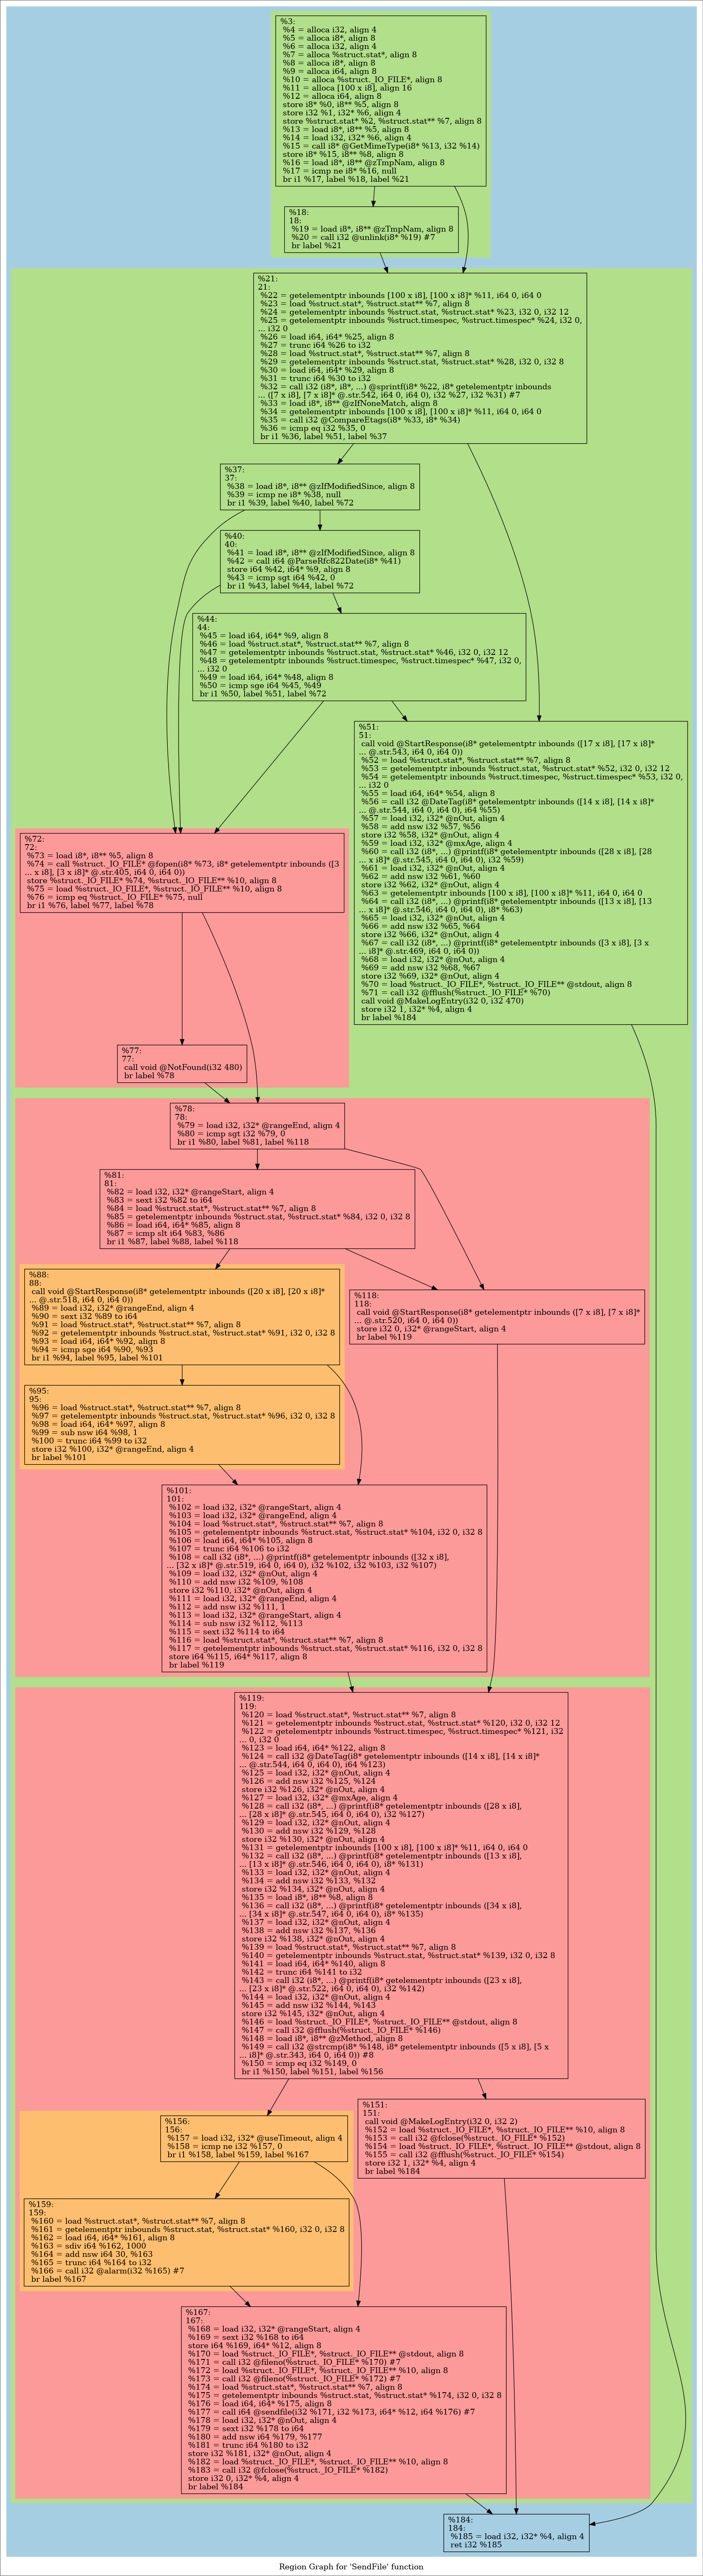 %3:
%4 = alloca i32, align 4
%5 = alloca i8*, align 8
%6 = alloca i32, align 4
%7 = alloca %struct.stat*, align 8
%8 = alloca i8*, align 8
%9 = alloca i64, align 8
%10 = alloca %struct._IO_FILE*, align 8
%11 = alloca [100 x i8], align 16
%12 = alloca i64, align 8
store i8* %0, i8** %5, align 8
store i32 %1, i32* %6, align 4
store %struct.stat* %2, %struct.stat** %7, align 8
%13 = load i8*, i8** %5, align 8
%14 = load i32, i32* %6, align 4
%15 = call i8* @GetMimeType(i8* %13, i32 %14)
store i8* %15, i8** %8, align 8
%16 = load i8*, i8** @zTmpNam, align 8
%17 = icmp ne i8* %16, null
br i1 %17, label %18, label %21
%18:
18:
%19 = load i8*, i8** @zTmpNam, align 8
%20 = call i32 @unlink(i8* %19) #7
br label %21
%21:
21:
%22 = getelementptr inbounds [100 x i8], [100 x i8]* %11, i64 0, i64 0
%23 = load %struct.stat*, %struct.stat** %7, align 8
%24 = getelementptr inbounds %struct.stat, %struct.stat* %23, i32 0, i32 12
%25 = getelementptr inbounds %struct.timespec, %struct.timespec* %24, i32 0,
... i32 0
%26 = load i64, i64* %25, align 8
%27 = trunc i64 %26 to i32
%28 = load %struct.stat*, %struct.stat** %7, align 8
%29 = getelementptr inbounds %struct.stat, %struct.stat* %28, i32 0, i32 8
%30 = load i64, i64* %29, align 8
%31 = trunc i64 %30 to i32
%32 = call i32 (i8*, i8*, ...) @sprintf(i8* %22, i8* getelementptr inbounds
... ([7 x i8], [7 x i8]* @.str.542, i64 0, i64 0), i32 %27, i32 %31) #7
%33 = load i8*, i8** @zIfNoneMatch, align 8
%34 = getelementptr inbounds [100 x i8], [100 x i8]* %11, i64 0, i64 0
%35 = call i32 @CompareEtags(i8* %33, i8* %34)
%36 = icmp eq i32 %35, 0
br i1 %36, label %51, label %37
%37:
37:
%38 = load i8*, i8** @zIfModifiedSince, align 8
%39 = icmp ne i8* %38, null
br i1 %39, label %40, label %72
%40:
40:
%41 = load i8*, i8** @zIfModifiedSince, align 8
%42 = call i64 @ParseRfc822Date(i8* %41)
store i64 %42, i64* %9, align 8
%43 = icmp sgt i64 %42, 0
br i1 %43, label %44, label %72
%44:
44:
%45 = load i64, i64* %9, align 8
%46 = load %struct.stat*, %struct.stat** %7, align 8
%47 = getelementptr inbounds %struct.stat, %struct.stat* %46, i32 0, i32 12
%48 = getelementptr inbounds %struct.timespec, %struct.timespec* %47, i32 0,
... i32 0
%49 = load i64, i64* %48, align 8
%50 = icmp sge i64 %45, %49
br i1 %50, label %51, label %72
%51:
51:
call void @StartResponse(i8* getelementptr inbounds ([17 x i8], [17 x i8]*
... @.str.543, i64 0, i64 0))
%52 = load %struct.stat*, %struct.stat** %7, align 8
%53 = getelementptr inbounds %struct.stat, %struct.stat* %52, i32 0, i32 12
%54 = getelementptr inbounds %struct.timespec, %struct.timespec* %53, i32 0,
... i32 0
%55 = load i64, i64* %54, align 8
%56 = call i32 @DateTag(i8* getelementptr inbounds ([14 x i8], [14 x i8]*
... @.str.544, i64 0, i64 0), i64 %55)
%57 = load i32, i32* @nOut, align 4
%58 = add nsw i32 %57, %56
store i32 %58, i32* @nOut, align 4
%59 = load i32, i32* @mxAge, align 4
%60 = call i32 (i8*, ...) @printf(i8* getelementptr inbounds ([28 x i8], [28
... x i8]* @.str.545, i64 0, i64 0), i32 %59)
%61 = load i32, i32* @nOut, align 4
%62 = add nsw i32 %61, %60
store i32 %62, i32* @nOut, align 4
%63 = getelementptr inbounds [100 x i8], [100 x i8]* %11, i64 0, i64 0
%64 = call i32 (i8*, ...) @printf(i8* getelementptr inbounds ([13 x i8], [13
... x i8]* @.str.546, i64 0, i64 0), i8* %63)
%65 = load i32, i32* @nOut, align 4
%66 = add nsw i32 %65, %64
store i32 %66, i32* @nOut, align 4
%67 = call i32 (i8*, ...) @printf(i8* getelementptr inbounds ([3 x i8], [3 x
... i8]* @.str.469, i64 0, i64 0))
%68 = load i32, i32* @nOut, align 4
%69 = add nsw i32 %68, %67
store i32 %69, i32* @nOut, align 4
%70 = load %struct._IO_FILE*, %struct._IO_FILE** @stdout, align 8
%71 = call i32 @fflush(%struct._IO_FILE* %70)
call void @MakeLogEntry(i32 0, i32 470)
store i32 1, i32* %4, align 4
br label %184
%72:
72:
%73 = load i8*, i8** %5, align 8
%74 = call %struct._IO_FILE* @fopen(i8* %73, i8* getelementptr inbounds ([3
... x i8], [3 x i8]* @.str.405, i64 0, i64 0))
store %struct._IO_FILE* %74, %struct._IO_FILE** %10, align 8
%75 = load %struct._IO_FILE*, %struct._IO_FILE** %10, align 8
%76 = icmp eq %struct._IO_FILE* %75, null
br i1 %76, label %77, label %78
%77:
77:
call void @NotFound(i32 480)
br label %78
%78:
78:
%79 = load i32, i32* @rangeEnd, align 4
%80 = icmp sgt i32 %79, 0
br i1 %80, label %81, label %118
%81:
81:
%82 = load i32, i32* @rangeStart, align 4
%83 = sext i32 %82 to i64
%84 = load %struct.stat*, %struct.stat** %7, align 8
%85 = getelementptr inbounds %struct.stat, %struct.stat* %84, i32 0, i32 8
%86 = load i64, i64* %85, align 8
%87 = icmp slt i64 %83, %86
br i1 %87, label %88, label %118
%88:
88:
call void @StartResponse(i8* getelementptr inbounds ([20 x i8], [20 x i8]*
... @.str.518, i64 0, i64 0))
%89 = load i32, i32* @rangeEnd, align 4
%90 = sext i32 %89 to i64
%91 = load %struct.stat*, %struct.stat** %7, align 8
%92 = getelementptr inbounds %struct.stat, %struct.stat* %91, i32 0, i32 8
%93 = load i64, i64* %92, align 8
%94 = icmp sge i64 %90, %93
br i1 %94, label %95, label %101
%118:
118:
call void @StartResponse(i8* getelementptr inbounds ([7 x i8], [7 x i8]*
... @.str.520, i64 0, i64 0))
store i32 0, i32* @rangeStart, align 4
br label %119
%95:
95:
%96 = load %struct.stat*, %struct.stat** %7, align 8
%97 = getelementptr inbounds %struct.stat, %struct.stat* %96, i32 0, i32 8
%98 = load i64, i64* %97, align 8
%99 = sub nsw i64 %98, 1
%100 = trunc i64 %99 to i32
store i32 %100, i32* @rangeEnd, align 4
br label %101
%101:
101:
%102 = load i32, i32* @rangeStart, align 4
%103 = load i32, i32* @rangeEnd, align 4
%104 = load %struct.stat*, %struct.stat** %7, align 8
%105 = getelementptr inbounds %struct.stat, %struct.stat* %104, i32 0, i32 8
%106 = load i64, i64* %105, align 8
%107 = trunc i64 %106 to i32
%108 = call i32 (i8*, ...) @printf(i8* getelementptr inbounds ([32 x i8],
... [32 x i8]* @.str.519, i64 0, i64 0), i32 %102, i32 %103, i32 %107)
%109 = load i32, i32* @nOut, align 4
%110 = add nsw i32 %109, %108
store i32 %110, i32* @nOut, align 4
%111 = load i32, i32* @rangeEnd, align 4
%112 = add nsw i32 %111, 1
%113 = load i32, i32* @rangeStart, align 4
%114 = sub nsw i32 %112, %113
%115 = sext i32 %114 to i64
%116 = load %struct.stat*, %struct.stat** %7, align 8
%117 = getelementptr inbounds %struct.stat, %struct.stat* %116, i32 0, i32 8
store i64 %115, i64* %117, align 8
br label %119
%119:
119:
%120 = load %struct.stat*, %struct.stat** %7, align 8
%121 = getelementptr inbounds %struct.stat, %struct.stat* %120, i32 0, i32 12
%122 = getelementptr inbounds %struct.timespec, %struct.timespec* %121, i32
... 0, i32 0
%123 = load i64, i64* %122, align 8
%124 = call i32 @DateTag(i8* getelementptr inbounds ([14 x i8], [14 x i8]*
... @.str.544, i64 0, i64 0), i64 %123)
%125 = load i32, i32* @nOut, align 4
%126 = add nsw i32 %125, %124
store i32 %126, i32* @nOut, align 4
%127 = load i32, i32* @mxAge, align 4
%128 = call i32 (i8*, ...) @printf(i8* getelementptr inbounds ([28 x i8],
... [28 x i8]* @.str.545, i64 0, i64 0), i32 %127)
%129 = load i32, i32* @nOut, align 4
%130 = add nsw i32 %129, %128
store i32 %130, i32* @nOut, align 4
%131 = getelementptr inbounds [100 x i8], [100 x i8]* %11, i64 0, i64 0
%132 = call i32 (i8*, ...) @printf(i8* getelementptr inbounds ([13 x i8],
... [13 x i8]* @.str.546, i64 0, i64 0), i8* %131)
%133 = load i32, i32* @nOut, align 4
%134 = add nsw i32 %133, %132
store i32 %134, i32* @nOut, align 4
%135 = load i8*, i8** %8, align 8
%136 = call i32 (i8*, ...) @printf(i8* getelementptr inbounds ([34 x i8],
... [34 x i8]* @.str.547, i64 0, i64 0), i8* %135)
%137 = load i32, i32* @nOut, align 4
%138 = add nsw i32 %137, %136
store i32 %138, i32* @nOut, align 4
%139 = load %struct.stat*, %struct.stat** %7, align 8
%140 = getelementptr inbounds %struct.stat, %struct.stat* %139, i32 0, i32 8
%141 = load i64, i64* %140, align 8
%142 = trunc i64 %141 to i32
%143 = call i32 (i8*, ...) @printf(i8* getelementptr inbounds ([23 x i8],
... [23 x i8]* @.str.522, i64 0, i64 0), i32 %142)
%144 = load i32, i32* @nOut, align 4
%145 = add nsw i32 %144, %143
store i32 %145, i32* @nOut, align 4
%146 = load %struct._IO_FILE*, %struct._IO_FILE** @stdout, align 8
%147 = call i32 @fflush(%struct._IO_FILE* %146)
%148 = load i8*, i8** @zMethod, align 8
%149 = call i32 @strcmp(i8* %148, i8* getelementptr inbounds ([5 x i8], [5 x
... i8]* @.str.343, i64 0, i64 0)) #8
%150 = icmp eq i32 %149, 0
br i1 %150, label %151, label %156
%151:
151:
call void @MakeLogEntry(i32 0, i32 2)
%152 = load %struct._IO_FILE*, %struct._IO_FILE** %10, align 8
%153 = call i32 @fclose(%struct._IO_FILE* %152)
%154 = load %struct._IO_FILE*, %struct._IO_FILE** @stdout, align 8
%155 = call i32 @fflush(%struct._IO_FILE* %154)
store i32 1, i32* %4, align 4
br label %184
%156:
156:
%157 = load i32, i32* @useTimeout, align 4
%158 = icmp ne i32 %157, 0
br i1 %158, label %159, label %167
%159:
159:
%160 = load %struct.stat*, %struct.stat** %7, align 8
%161 = getelementptr inbounds %struct.stat, %struct.stat* %160, i32 0, i32 8
%162 = load i64, i64* %161, align 8
%163 = sdiv i64 %162, 1000
%164 = add nsw i64 30, %163
%165 = trunc i64 %164 to i32
%166 = call i32 @alarm(i32 %165) #7
br label %167
%167:
167:
%168 = load i32, i32* @rangeStart, align 4
%169 = sext i32 %168 to i64
store i64 %169, i64* %12, align 8
%170 = load %struct._IO_FILE*, %struct._IO_FILE** @stdout, align 8
%171 = call i32 @fileno(%struct._IO_FILE* %170) #7
%172 = load %struct._IO_FILE*, %struct._IO_FILE** %10, align 8
%173 = call i32 @fileno(%struct._IO_FILE* %172) #7
%174 = load %struct.stat*, %struct.stat** %7, align 8
%175 = getelementptr inbounds %struct.stat, %struct.stat* %174, i32 0, i32 8
%176 = load i64, i64* %175, align 8
%177 = call i64 @sendfile(i32 %171, i32 %173, i64* %12, i64 %176) #7
%178 = load i32, i32* @nOut, align 4
%179 = sext i32 %178 to i64
%180 = add nsw i64 %179, %177
%181 = trunc i64 %180 to i32
store i32 %181, i32* @nOut, align 4
%182 = load %struct._IO_FILE*, %struct._IO_FILE** %10, align 8
%183 = call i32 @fclose(%struct._IO_FILE* %182)
store i32 0, i32* %4, align 4
br label %184
%184:
184:
%185 = load i32, i32* %4, align 4
ret i32 %185
Region Graph for 'SendFile' function